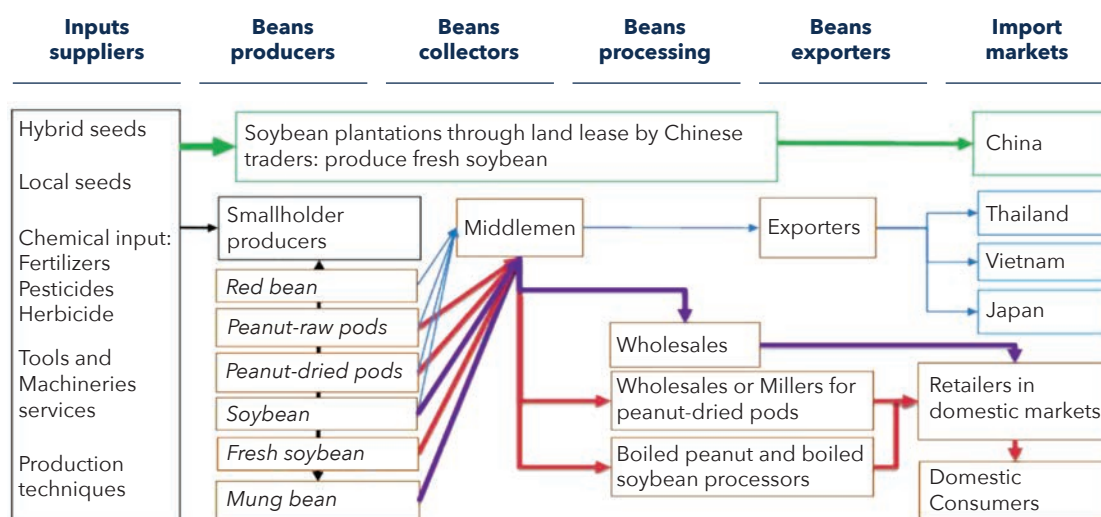 Inputs
suppliers
Beans
producers
Beans
collectors
Beans
processing
Beans
exporters
Import
markets
Hybrid seeds
Local seeds
Chemical input:
Fertilizers
Pesticides
Herbicide
Tools and
Machineries
services
Production
techniques
Soybean plantations through land lease by Chinese
traders: produce fresh soybean
China
Smallholder
producers
Middlemen
Exporters
Thailand
Vietnam
Japan
Red bean
Peanut-raw pods
Peanut-dried pods
Soybean
Fresh soybean
Mung bean
Wholesales
Wholesales or Millers for
peanut-dried pods
Boiled peanut and boiled
soybean processors
Retailers in
domestic markets
Domestic
Consumers